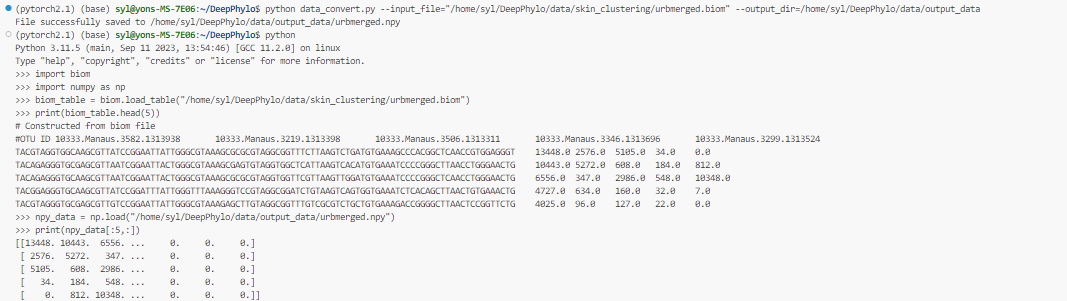 (pytorch2.1) (base) syl@yons-MS-7E06:~/DeepPhylo$ python data_convert.py --input_file="/home/syl/DeepPhylo/data/skin_clustering/urbmerged.biom" --output_dir=/home/syl/DeepPhylo/data/output_data
File successfully saved to /home/syl/DeepPhylo/data/output_data/urbmerged.npy
(pytorch2.1) (base) syl@yons-MS-7E06:~/DeepPhylo$ python
Python 3.11.5 (main, Sep 11 2023, 13:54:46) [GCC 11.2.0] on linux
Type "help", "copyright", "credits" or "license" for more information.
>>> import biom
>>> import numpy as np
>>> biom_table = biom.load_table("/home/syl/DeepPhylo/data/skin_clustering/urbmerged.biom")
>>> print(biom_table.head(5))
# Constructed from biom file
#OTU ID 10333.Manaus.3582.1313938 10333.Manaus.3219.1313398 10333.Manaus.3506.1313311 10333.Manaus.3346.1313696 10333.Manaus.3299.1313524
TACGTAGGTGGCAAGCGTTATCCGGAATTATTGGGCGTAAAGCGCGCGTAGGCGGTTTCTTAAGTCTGATGTGAAAGCCCACGGCTCAACCGTGGAGGGT 13448.0 2576.0 5105.0 34.0 0.0
TACAGAGGGTGCGAGCGTTAATCGGAATTACTGGGCGTAAAGCGAGTGTAGGTGGCTCATTAAGTCACATGTGAAATCCCCGGGCTTAACCTGGGAACTG 10443.0 5272.0 608.0 184.0 812.0
TACAGAGGGTGCAAGCGTTAATCGGAATTACTGGGCGTAAAGCGCGCGTAGGTGGTTCGTTAAGTTGGATGTGAAATCCCCGGGCTCAACCTGGGAACTG 6556.0 347.0 2986.0 548.0 10348.0
TACGGAGGGTGCAAGCGTTATCCGGATTTATTGGGTTTAAAGGGTCCGTAGGCGGATCTGTAAGTCAGTGGTGAAATCTCACAGCTTAACTGTGAAACTG 4727.0 634.0 160.0 32.0 7.0
TACGTAGGGTGCGAGCGTTGTCCGGAATTATTGGGCGTAAAGAGCTTGTAGGCGGTTTGTCGCGTCTGCTGTGAAAGACCGGGGCTTAACTCCGGTTCTG 4025.0 96.0 127.0 22.0 0.0
>>> npy_data = np.load("/home/syl/DeepPhylo/data/output_data/urbmerged.npy")
>>> print(npy_data[:5,:])
[[13448. 10443. 6556. ... 0. 0. 0.]
[ 2576. 5272. 347. ... 0. 0. 0.]
[ 5105. 608. 2986. ... 0. 0. 0.]
[ 34. 184. 548. ... 0. 0. 0.]
[ 0. 812. 10348. ... 0. 0. 0.]]